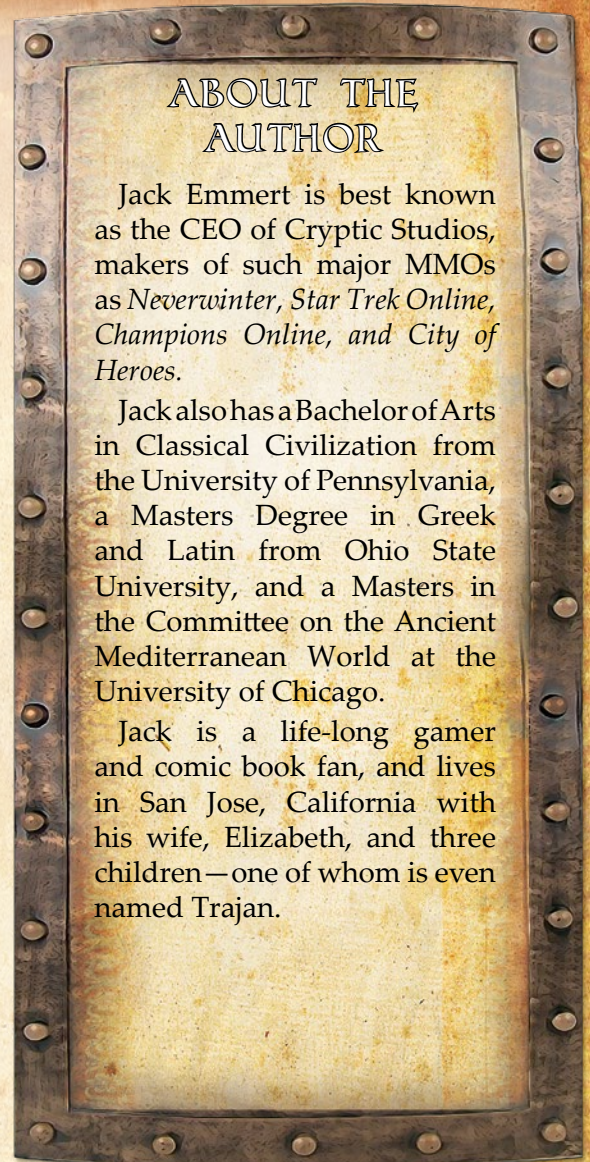 ABOUT THE
AUTHOR
Jack Emmert is best known
as the CEO of Cryptic Studios,
makers of such major MMOs
as Neverwinter, Star Trek Online,
Champions Online, and City of
Heroes.
Jack also has a Bachelor of Arts
in Classical Civilization from
the University of Pennsylvania,
a Masters Degree in Greek
and Latin from Ohio State
University, and a Masters in
the Committee on the Ancient
Mediterranean World at the
University of Chicago.
Jack is a life-long gamer
and comic book fan, and lives
in San Jose, California with
his wife, Elizabeth, and three
children—one of whom is even
named Trajan.